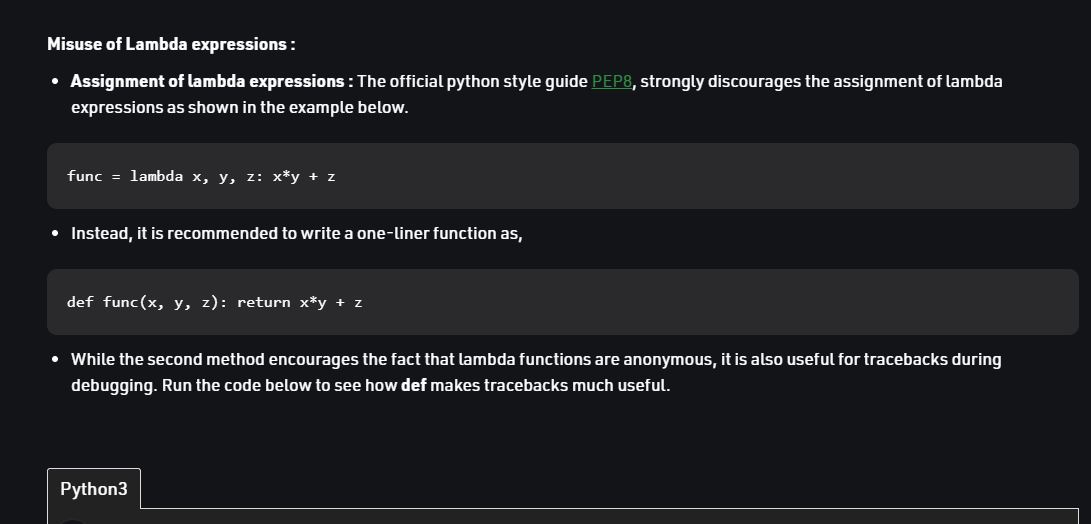 Misuse of Lambda expressions :
• Assignment of lambda expressions : The official python style guide PEP8, strongly discourages the assignment of lambda
expressions as shown in the example below.
func = lambda x, y, z: x*y + z
• Instead, it is recommended to write a one-liner function as,
def func(x, y, z): return x*y + z
• While the second method encourages the fact that lambda functions are anonymous, it is also useful for tracebacks during
debugging. Run the code below to see how def makes tracebacks much useful.
Python3